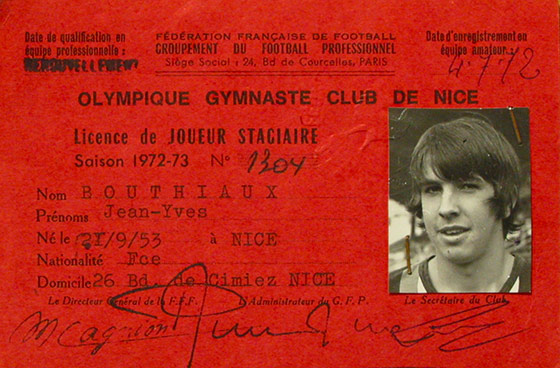 Date de qualification en
équipe professionnelle :
RENOUVELLEMENT
FÉDÉRATION FRANÇAISE DE FOOTBALL
GROUPEMENT DU FOOTBALL PROFESSIONNEL
Siège Social : 24, Bd de Courcelles, PARIS
Date d'enregistrement en
équipe amateur :
4.7.72
OLYMPIQUE GYMNASTE CLUB DE NICE
Licence de JOUEUR STAGIAIRE
Saison 1972-73 N° 1304
Nom BOUTHIAUX
Prénoms Jean-Yves
Né le /9/53 à NICE
Nationalité Fce
Domicile 26 Bd de Cimiez NICE
Le Directeur Général de la F.F.F. L'Administrateur du G.F.P. Le Secrétaire du Club